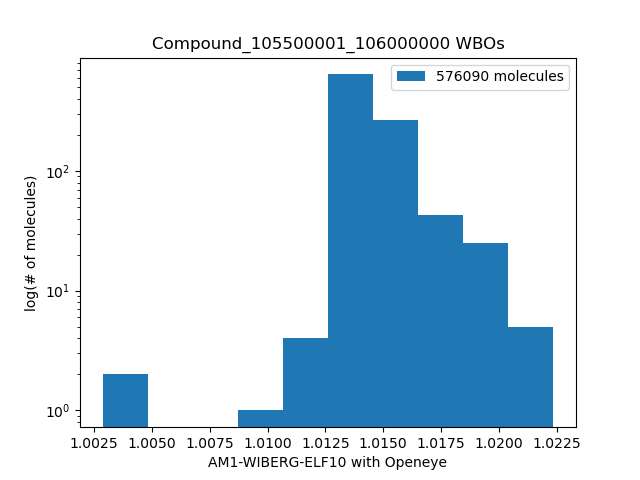 Compound_105500001_106000000 WBOs
576090 molecules
log(# of molecules)
10²
10¹
10⁰
1.0025 1.0050 1.0075 1.0100 1.0125 1.0150 1.0175 1.0200 1.0225
AM1-WIBERG-ELF10 with Openeye